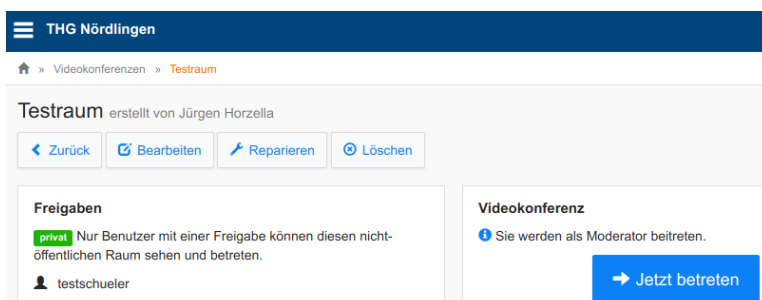 THG Nördlingen
» Videokonferenzen » Testraum
Testraum erstellt von Jürgen Horzella
Zurück Bearbeiten Reparieren Löschen
Freigaben
privat Nur Benutzer mit einer Freigabe können diesen nicht-
öffentlichen Raum sehen und betreten.
testschueler
Videokonferenz
Sie werden als Moderator beitreten.
Jetzt betreten